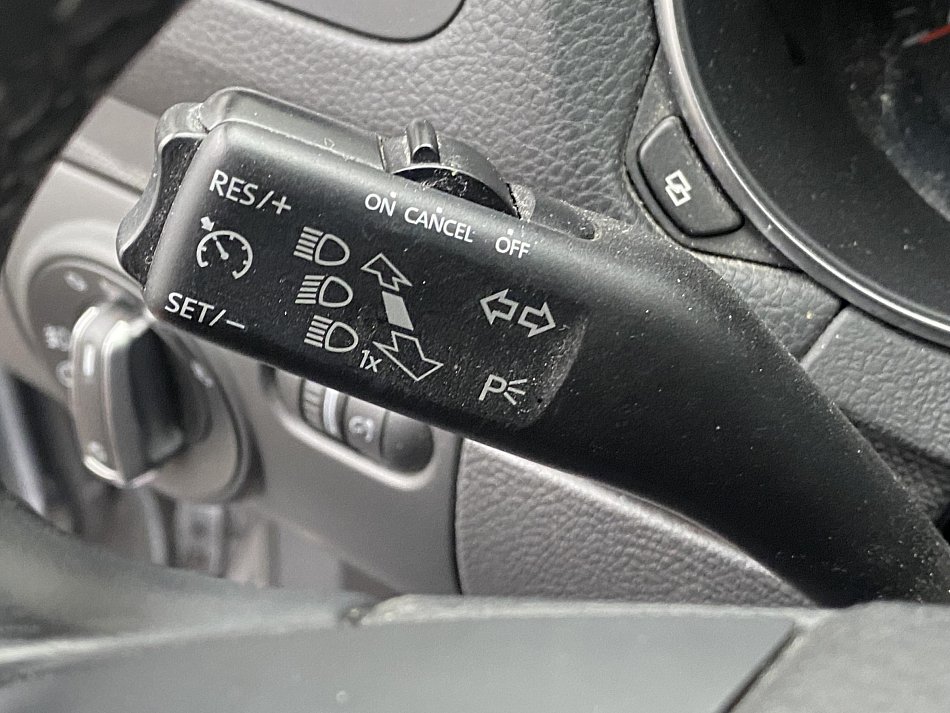 RES/+
ON CANCEL OFF
SET/–
1x
P